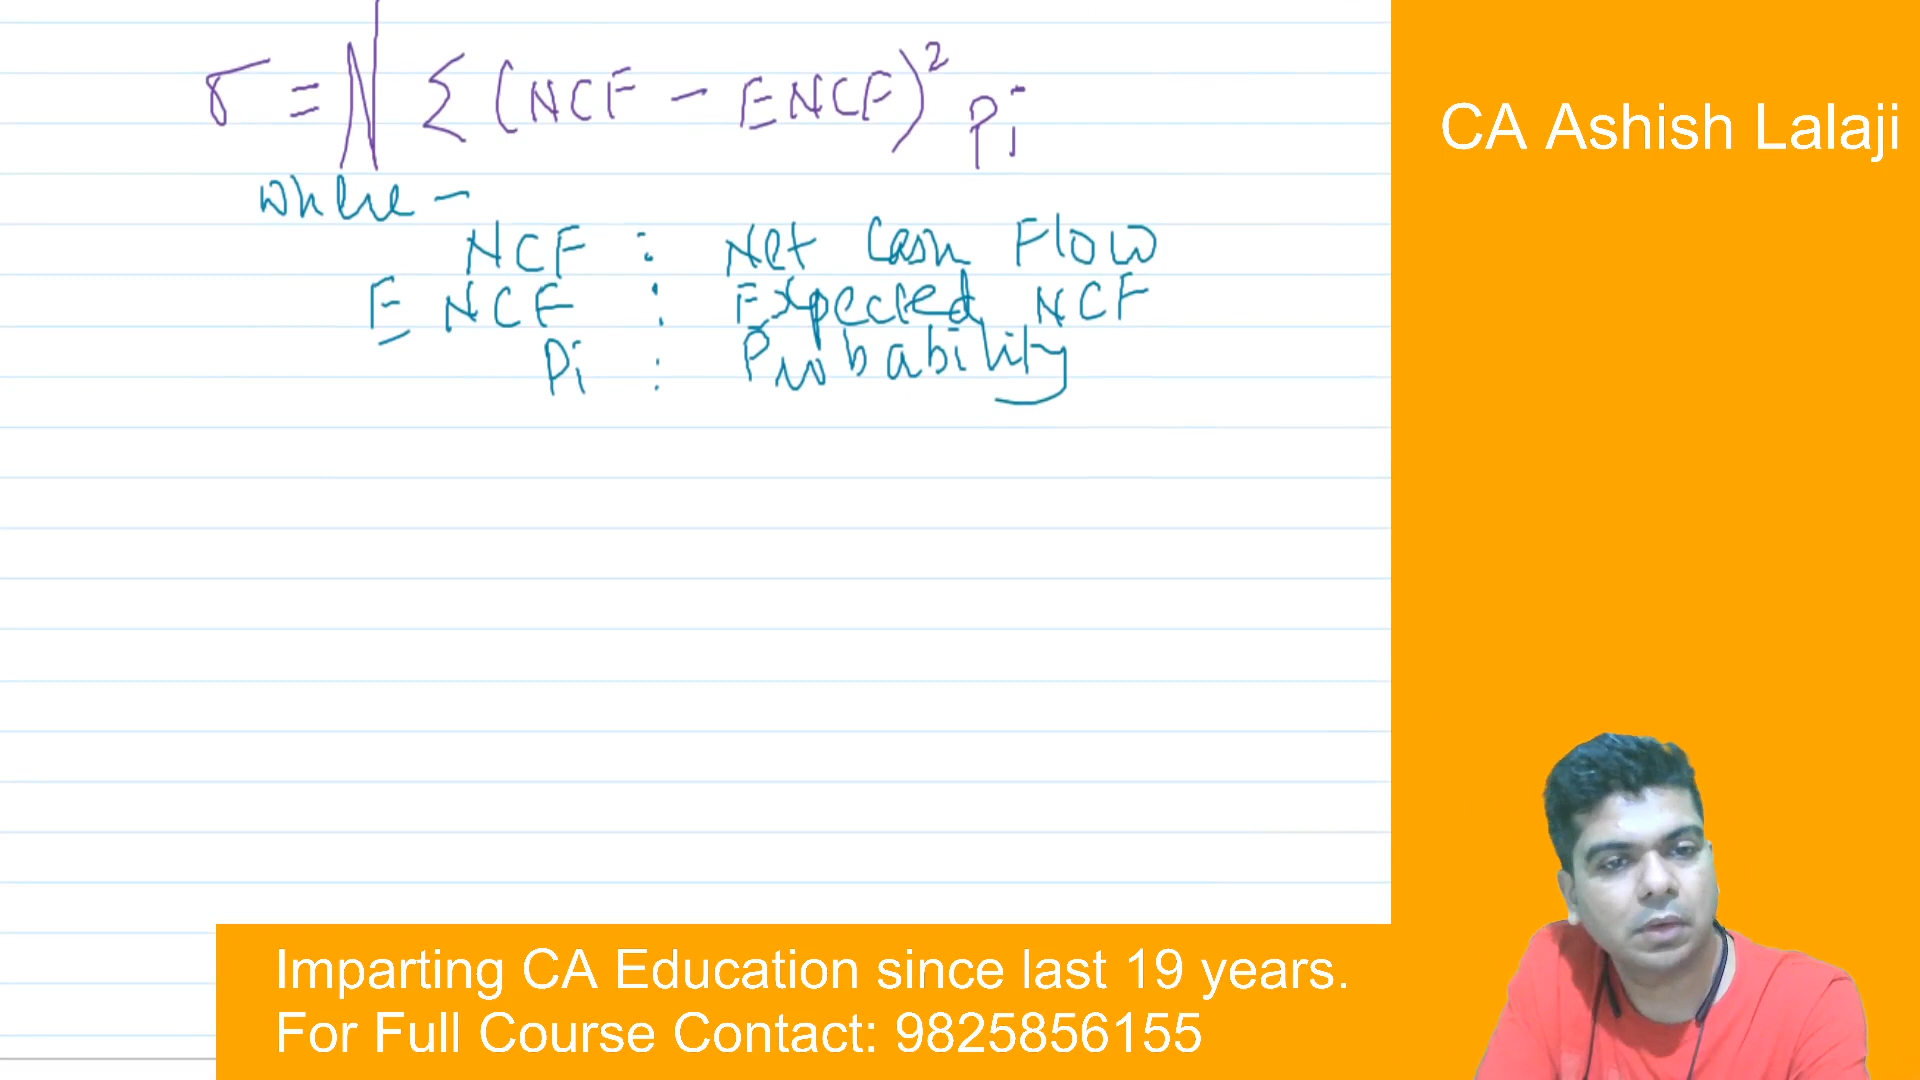 σ = √ Σ (NCF - ENCF)² Pi
where -
NCF : Net Cash Flow
ENCF : Expected NCF
Pi : Probability
CA Ashish Lalaji
Imparting CA Education since last 19 years.
For Full Course Contact: 9825856155